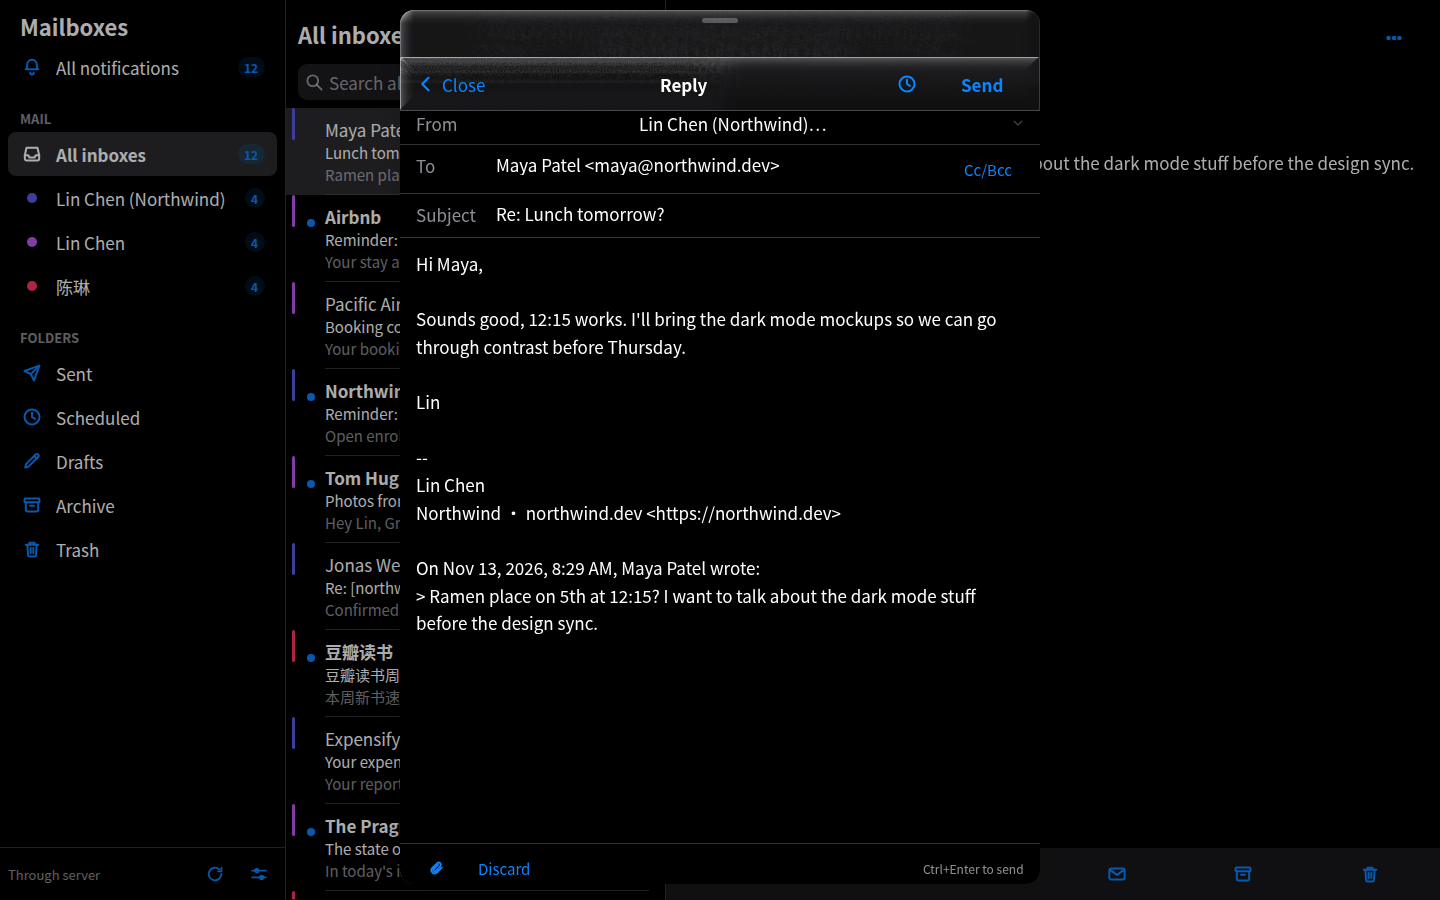 Mailboxes
All notifications 12
MAIL
All inboxes 12
Lin Chen (Northwind) 4
Lin Chen 4
陈琳 4
FOLDERS
Sent
Scheduled
Drafts
Archive
Trash
Through server
All inboxe
Search al
Maya Pate
Lunch tom
Ramen pla
Airbnb
Reminder:
Your stay a
Pacific Air
Booking co
Your booki
Northwin
Reminder:
Open enro
Tom Hug
Photos from
Hey Lin, Gr
Jonas We
Re: [northw
Confirmed
豆瓣读书
豆瓣读书周
本周新书速
Expensify
Your expen
Your report
The Prag
The state o
In today's i
Close
Reply
Send
From Lin Chen (Northwind)…
To Maya Patel <maya@northwind.dev> Cc/Bcc
Subject Re: Lunch tomorrow?
Hi Maya,
Sounds good, 12:15 works. I'll bring the dark mode mockups so we can go
through contrast before Thursday.
Lin
--
Lin Chen
Northwind · northwind.dev <https://northwind.dev>
On Nov 13, 2026, 8:29 AM, Maya Patel wrote:
> Ramen place on 5th at 12:15? I want to talk about the dark mode stuff
before the design sync.
Discard
Ctrl+Enter to send
bout the dark mode stuff before the design sync.